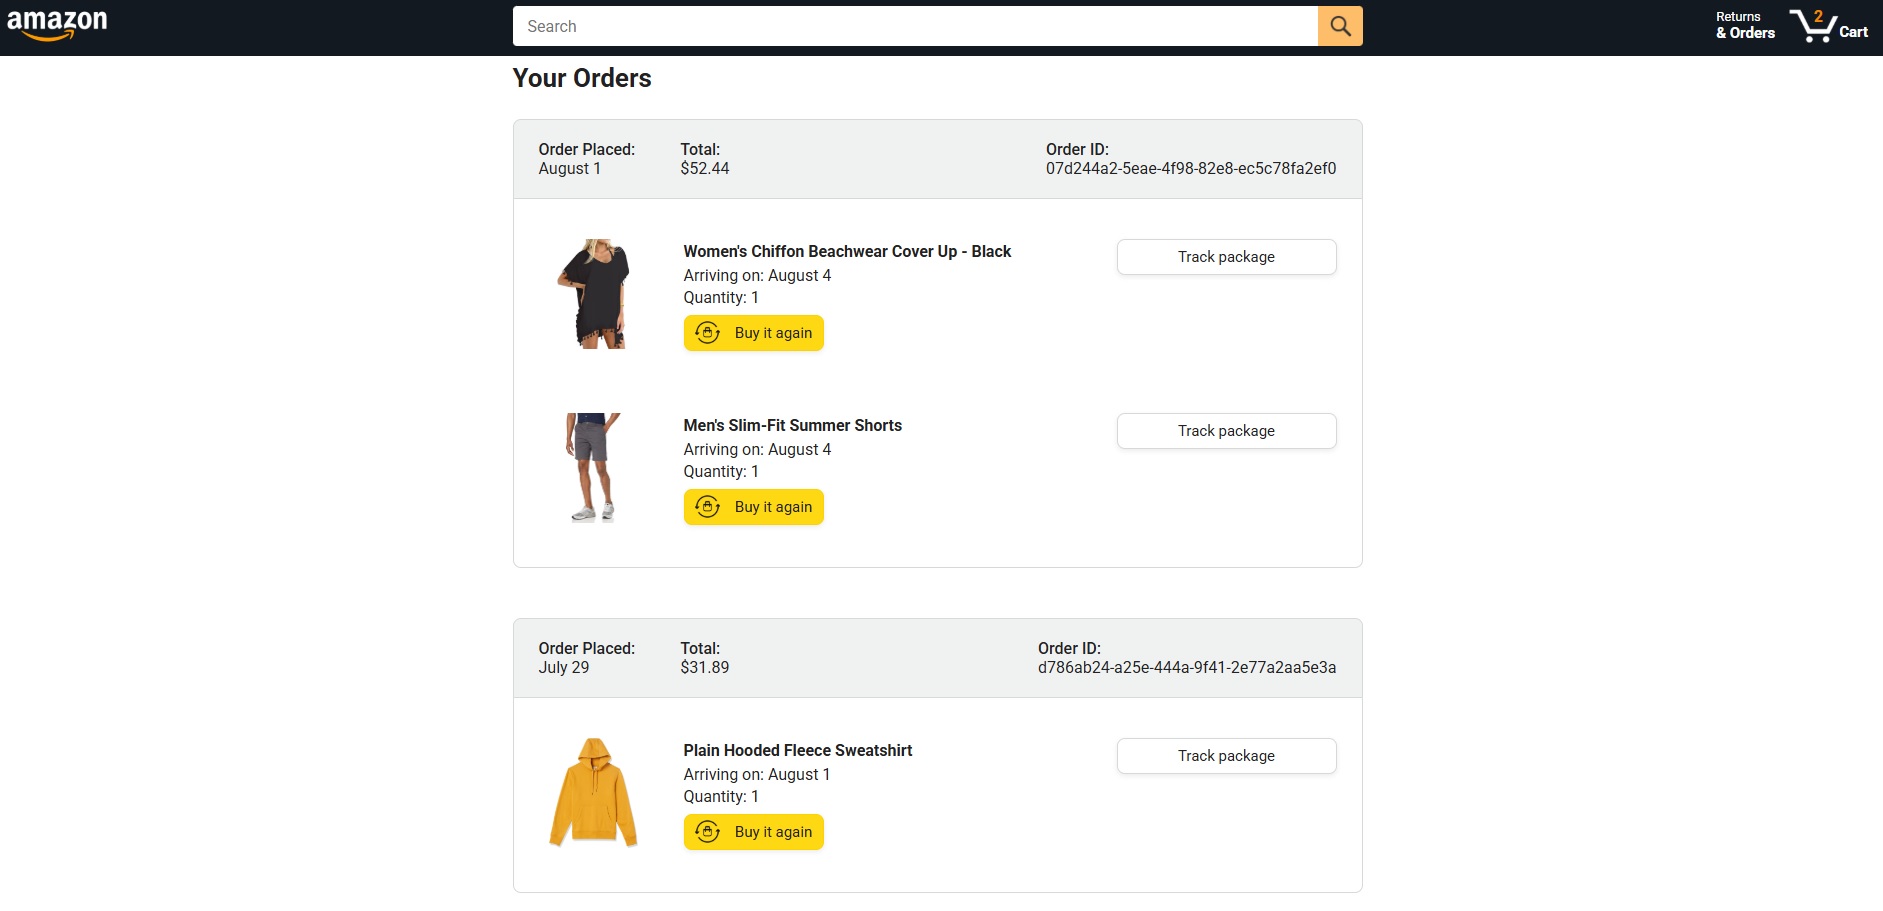 amazon
Search
Returns
& Orders
2
Cart
Your Orders
Order Placed:
August 1
Total:
$52.44
Order ID:
07d244a2-5eae-4f98-82e8-ec5c78fa2ef0
Women's Chiffon Beachwear Cover Up - Black
Arriving on: August 4
Quantity: 1
Buy it again
Track package
Men's Slim-Fit Summer Shorts
Arriving on: August 4
Quantity: 1
Buy it again
Track package
Order Placed:
July 29
Total:
$31.89
Order ID:
d786ab24-a25e-444a-9f41-2e77a2aa5e3a
Plain Hooded Fleece Sweatshirt
Arriving on: August 1
Quantity: 1
Buy it again
Track package